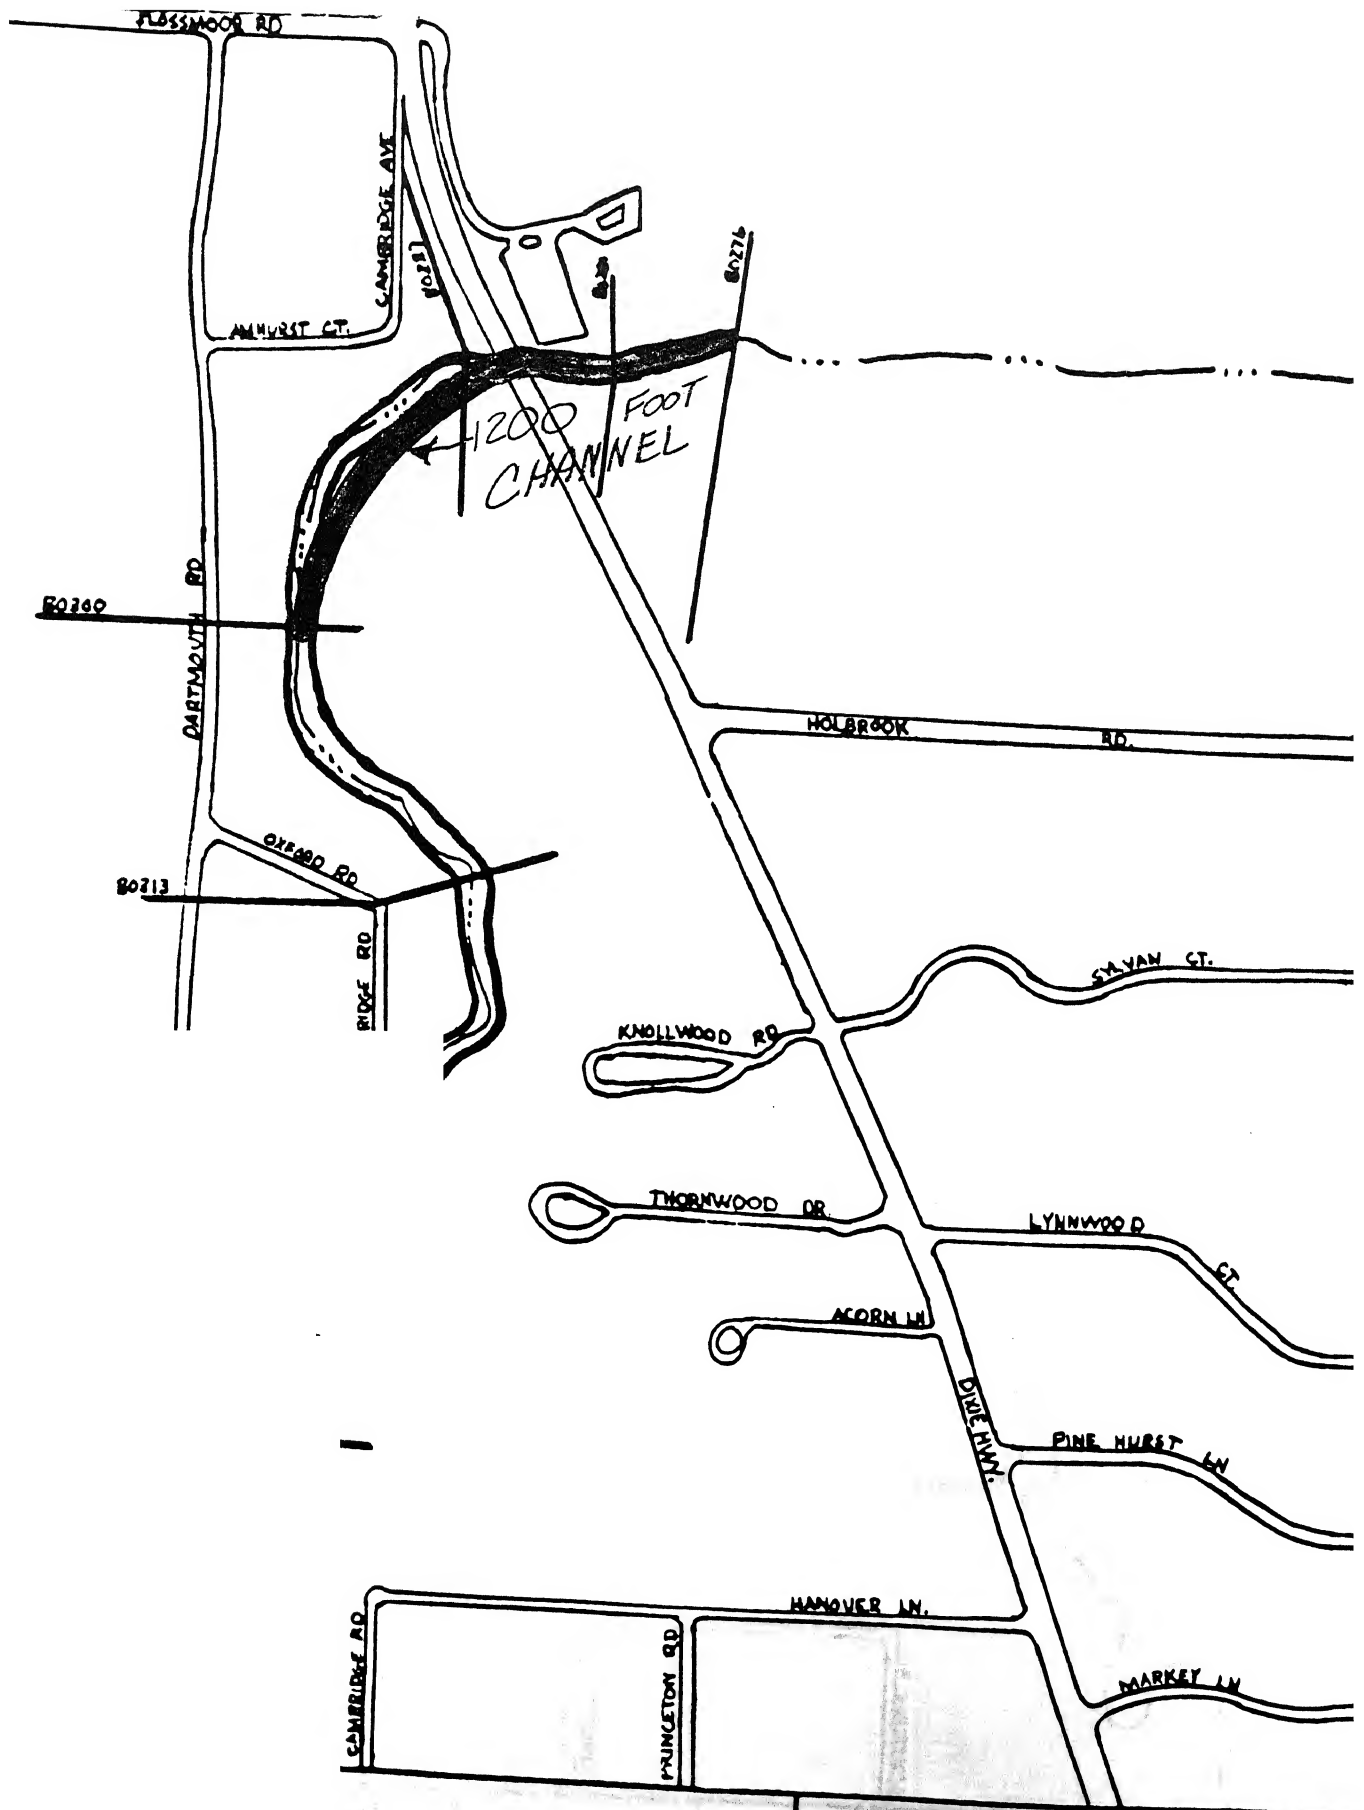 FLOSSMOOR RD
CAMBRIDGE AVE
AMHURST CT.
80276
1200 FOOT
CHANNEL
DARTMOUTH RD
HOLBROOK RD.
OXFORD RD
80313
RIDGE RD
SYLVAN CT.
KNOLLWOOD RD
THORNWOOD DR.
LYNNWOOD CT.
ACORN LN
DIXIE HWY.
PINE HURST LN
HANOVER LN.
CAMBRIDGE RD
PRINCETON RD
MARKEY LN